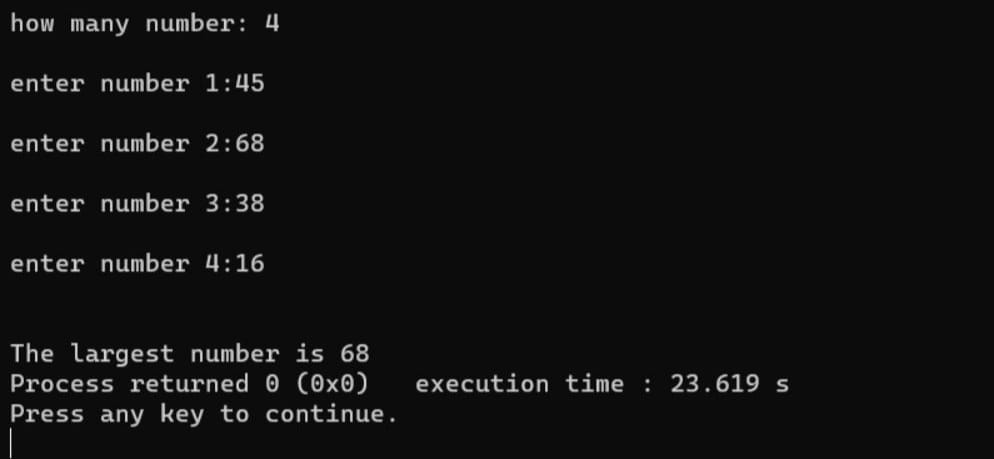 how many number: 4
enter number 1:45
enter number 2:68
enter number 3:38
enter number 4:16
The largest number is 68
Process returned 0 (0x0)   execution time : 23.619 s
Press any key to continue.